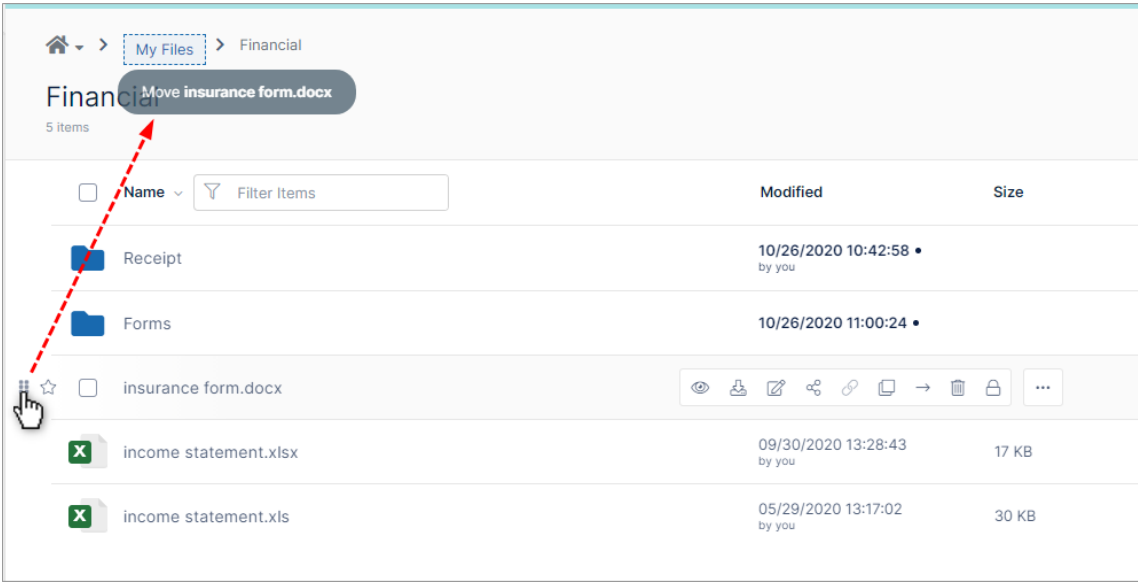 My Files
Financial
Move insurance form.docx
Financial
5 items
Name
Filter Items
Modified
Size
Receipt
10/26/2020 10:42:58
by you
Forms
10/26/2020 11:00:24
insurance form.docx
income statement.xlsx
09/30/2020 13:28:43
17 KB
by you
income statement.xls
05/29/2020 13:17:02
30 KB
by you